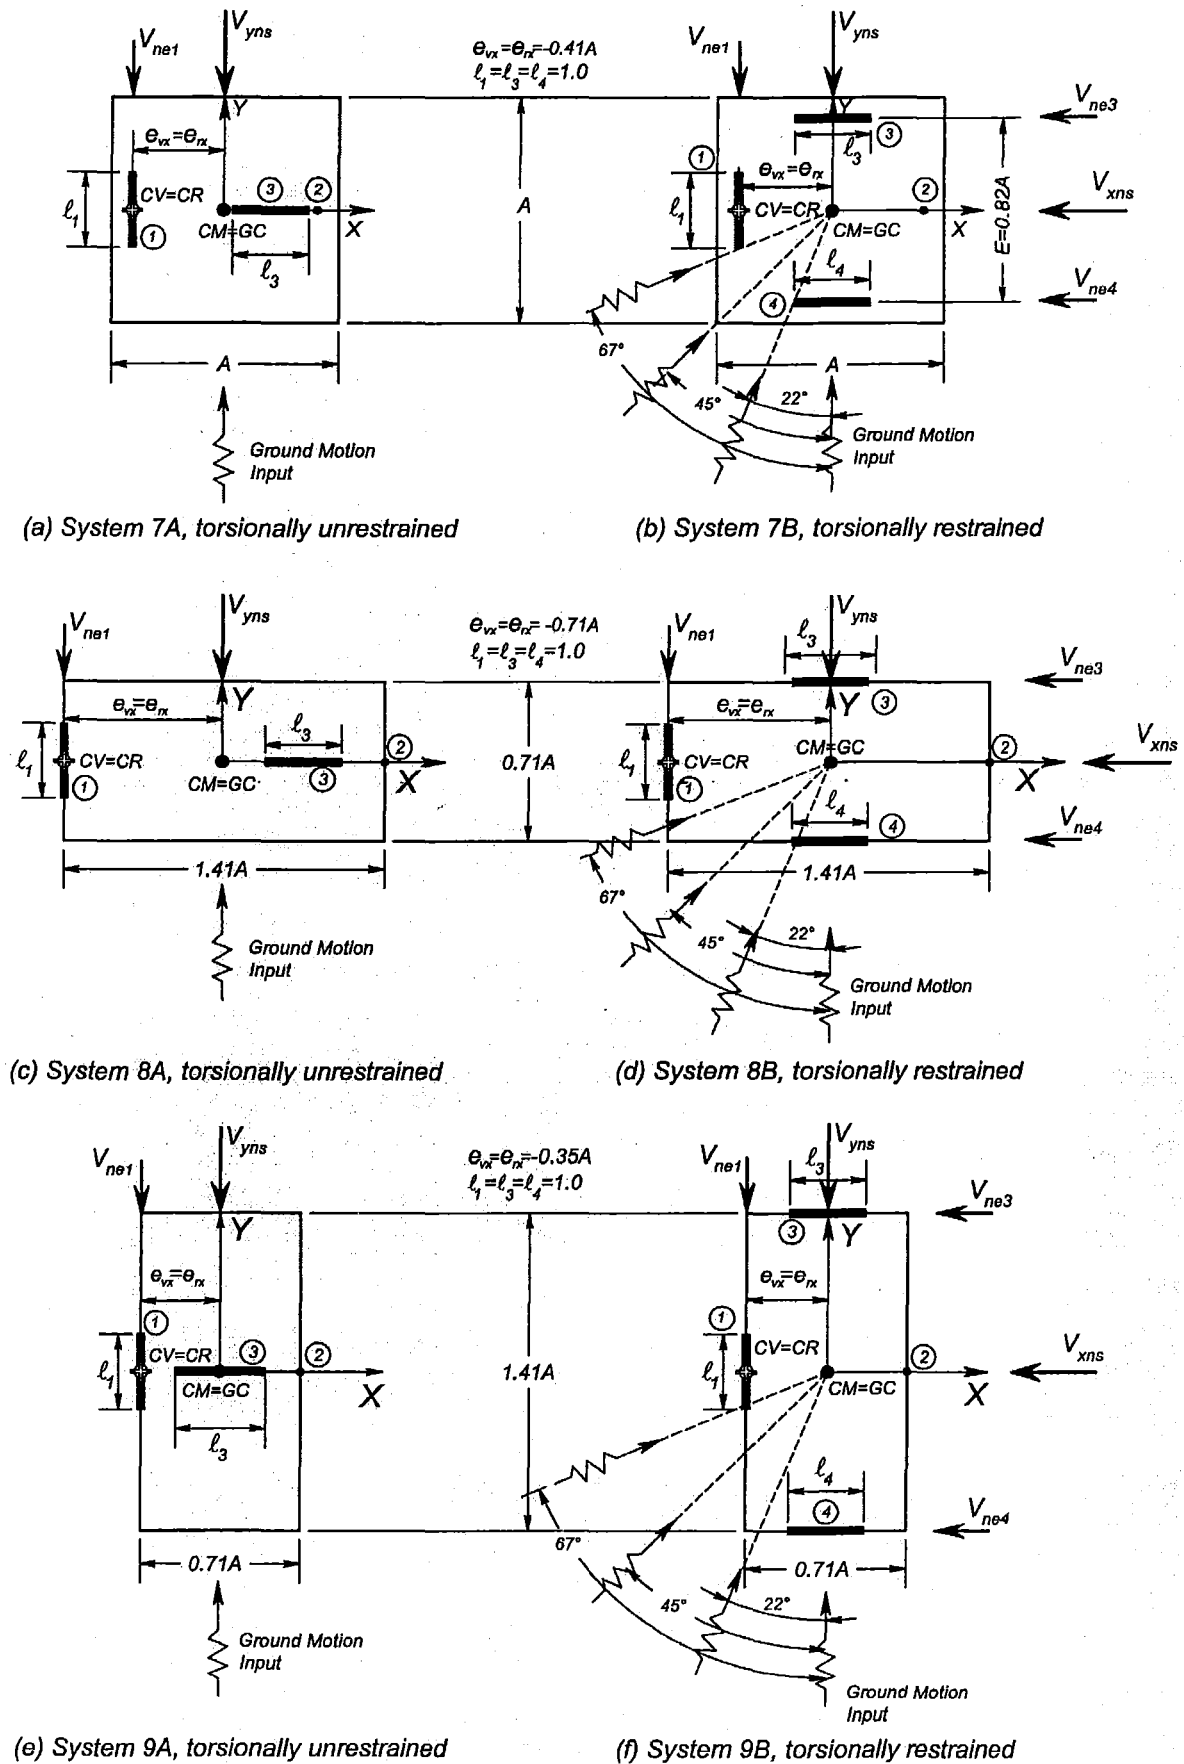 V_ne1
V_yns
Y
e_vx=e_rx
l_1
CV=CR
1
3
2
X
CM=GC
l_3
A
Ground Motion
Input
(a) System 7A, torsionally unrestrained
e_vx=e_rx=-0.41A
l_1=l_3=l_4=1.0
A
V_ne1
V_yns
V_ne3
Y
3
l_3
1
e_vx=e_rx
2
V_xns
l_1
CV=CR
CM=GC
X
E=0.82A
l_4
4
V_ne4
67°
A
45°
22°
Ground Motion
Input
(b) System 7B, torsionally restrained
V_ne1
V_yns
Y
e_vx=e_rx
l_3
l_1
CV=CR
2
1
CM=GC
3
X
1.41A
Ground Motion
Input
(c) System 8A, torsionally unrestrained
e_vx=e_rx=-0.71A
l_1=l_3=l_4=1.0
0.71A
V_ne1
V_yns
l_3
V_ne3
Y
3
e_vx=e_rx
CM=GC
2
V_xns
l_1
CV=CR
1
X
l_4
4
V_ne4
1.41A
67°
45°
22°
Ground Motion
Input
(d) System 8B, torsionally restrained
V_ne1
V_yns
Y
e_vx=e_rx
1
CV=CR
3
2
l_1
CM=GC
X
l_3
0.71A
Ground Motion
Input
(e) System 9A, torsionally unrestrained
e_vx=e_rx=-0.35A
l_1=l_3=l_4=1.0
1.41A
V_ne1
V_yns
l_3
V_ne3
3
Y
e_vx=e_rx
1
CV=CR
2
V_xns
l_1
CM=GC
X
l_4
4
V_ne4
67°
0.71A
45°
22°
Ground Motion
Input
(f) System 9B, torsionally restrained